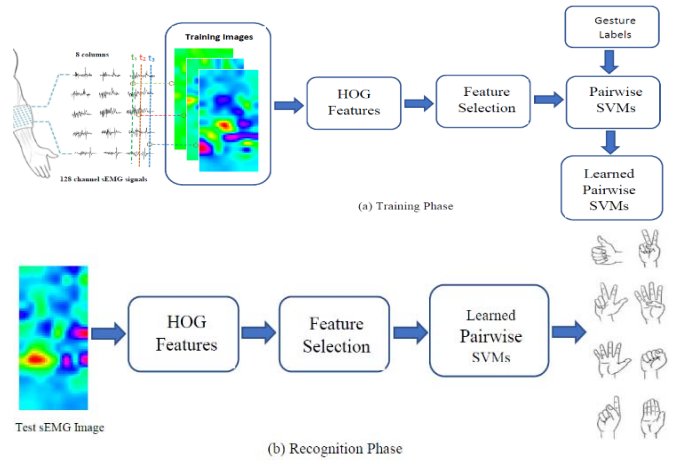 Training Images
8 columns
t₁ t₂ t₃
128 channel sEMG signals
HOG
Features
Feature
Selection
Gesture
Labels
Pairwise
SVMs
Learned
Pairwise
SVMs
(a) Training Phase
Test sEMG Image
HOG
Features
Feature
Selection
Learned
Pairwise
SVMs
(b) Recognition Phase